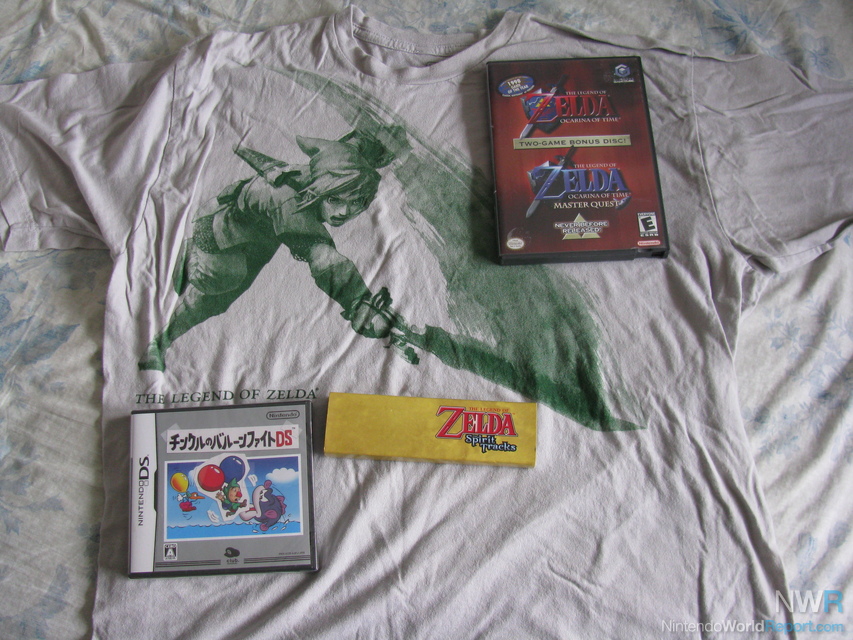 THE LEGEND OF
ZELDA
OCARINA OF TIME
TWO-GAME BONUS DISC!
THE LEGEND OF
ZELDA
OCARINA OF TIME
MASTER QUEST
NEVER BEFORE
RELEASED!
E
THE LEGEND OF ZELDA
THE LEGEND OF
ZELDA
Spirit
Tracks
Nintendo
チンクルのバルーンファイトDS
NINTENDO DS
A
NWR
NintendoWorldReport.com